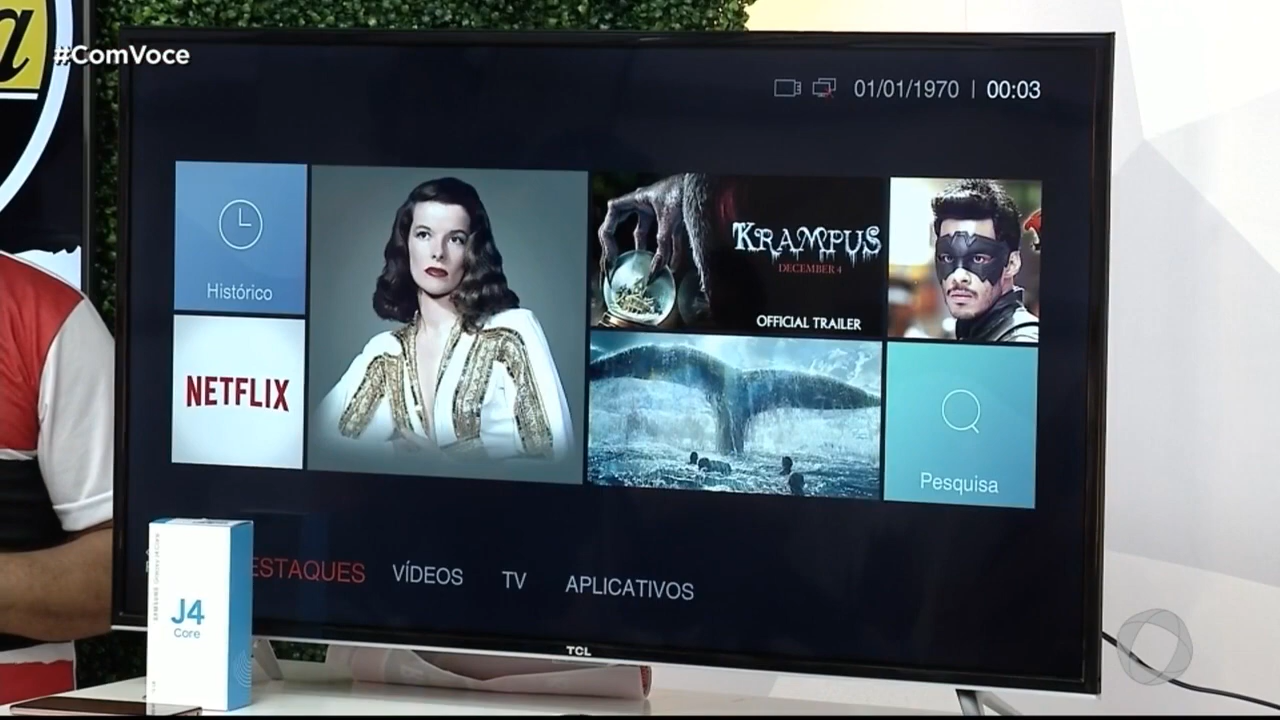 #ComVoce
01/01/1970 | 00:03
Histórico
KRAMPUS
DECEMBER 4
OFFICIAL TRAILER
NETFLIX
Pesquisa
ESTAQUES VÍDEOS TV APLICATIVOS
J4
Core
TCL